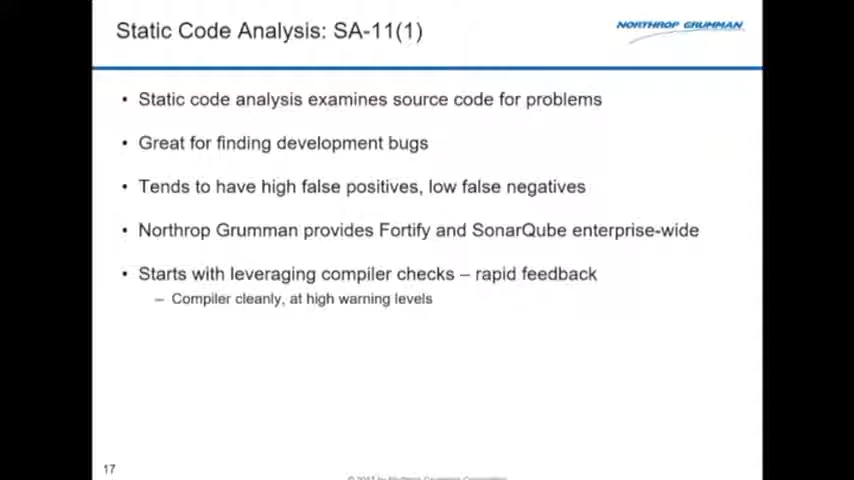 Static Code Analysis: SA-11(1)
NORTHROP GRUMMAN
• Static code analysis examines source code for problems
• Great for finding development bugs
• Tends to have high false positives, low false negatives
• Northrop Grumman provides Fortify and SonarQube enterprise-wide
• Starts with leveraging compiler checks – rapid feedback
– Compiler cleanly, at high warning levels
17